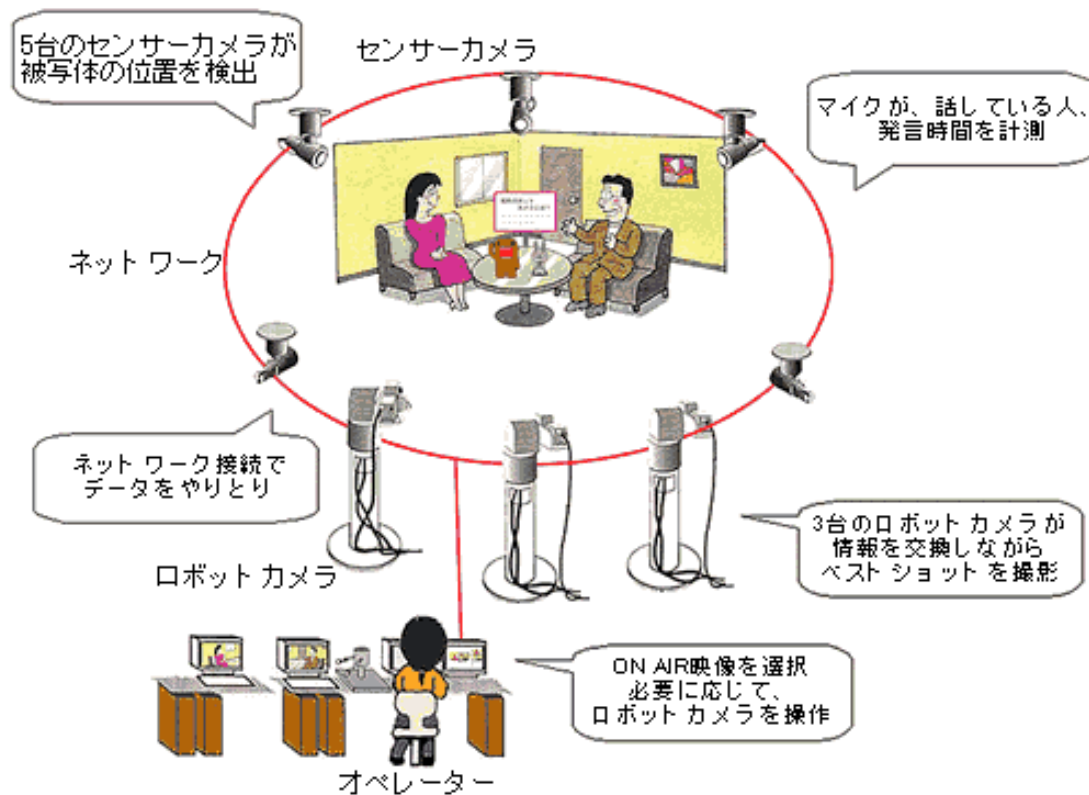 5台のセンサーカメラが
被写体の位置を検出
センサーカメラ
マイクが、話している人、
発言時間を計測
ネットワーク
ネットワーク接続で
データをやりとり
ロボットカメラ
3台のロボットカメラが
情報を交換しながら
ベストショットを撮影
ON AIR映像を選択
必要に応じて、
ロボットカメラを操作
オペレーター